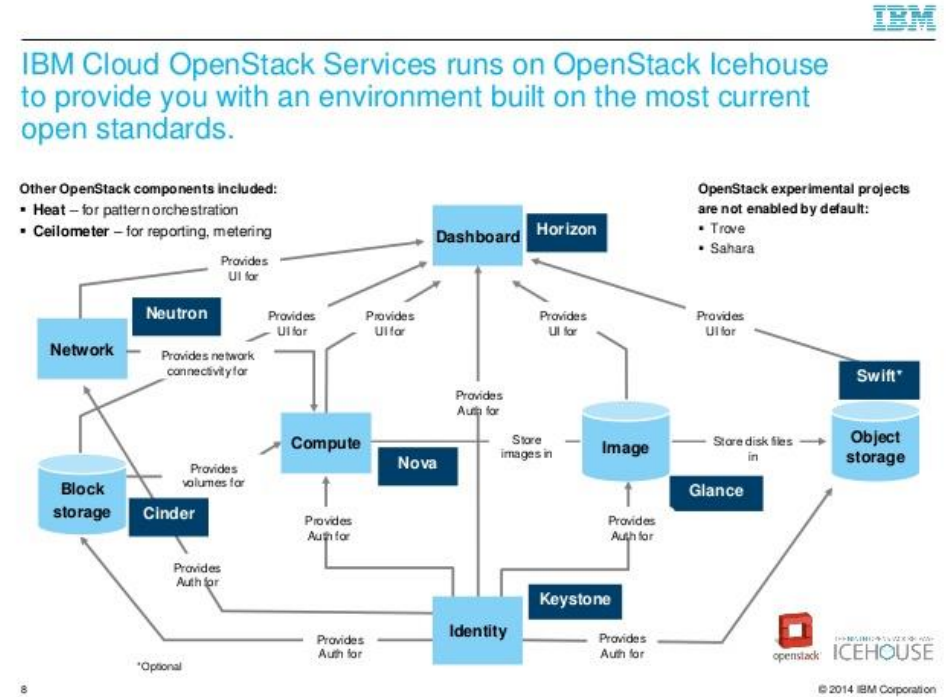 IBM
IBM Cloud OpenStack Services runs on OpenStack Icehouse
to provide you with an environment built on the most current
open standards.
Other OpenStack components included:
▪ Heat – for pattern orchestration
▪ Ceilometer – for reporting, metering
OpenStack experimental projects
are not enabled by default:
▪ Trove
▪ Sahara
Dashboard
Horizon
Provides
UI for
Neutron
Network
Provides
UI for
Provides
UI for
Provides
UI for
Provides
UI for
Provides network
connectivity for
Swift*
Provides
Auth for
Compute
Nova
Store
images in
Image
Glance
Store disk files
in
Object
storage
Block
storage
Cinder
Provides
volumes for
Provides
Auth for
Provides
Auth for
Provides
Auth for
Keystone
Identity
Provides
Auth for
Provides
Auth for
*Optional
openstack
ICEHOUSE
8
© 2014 IBM Corporation